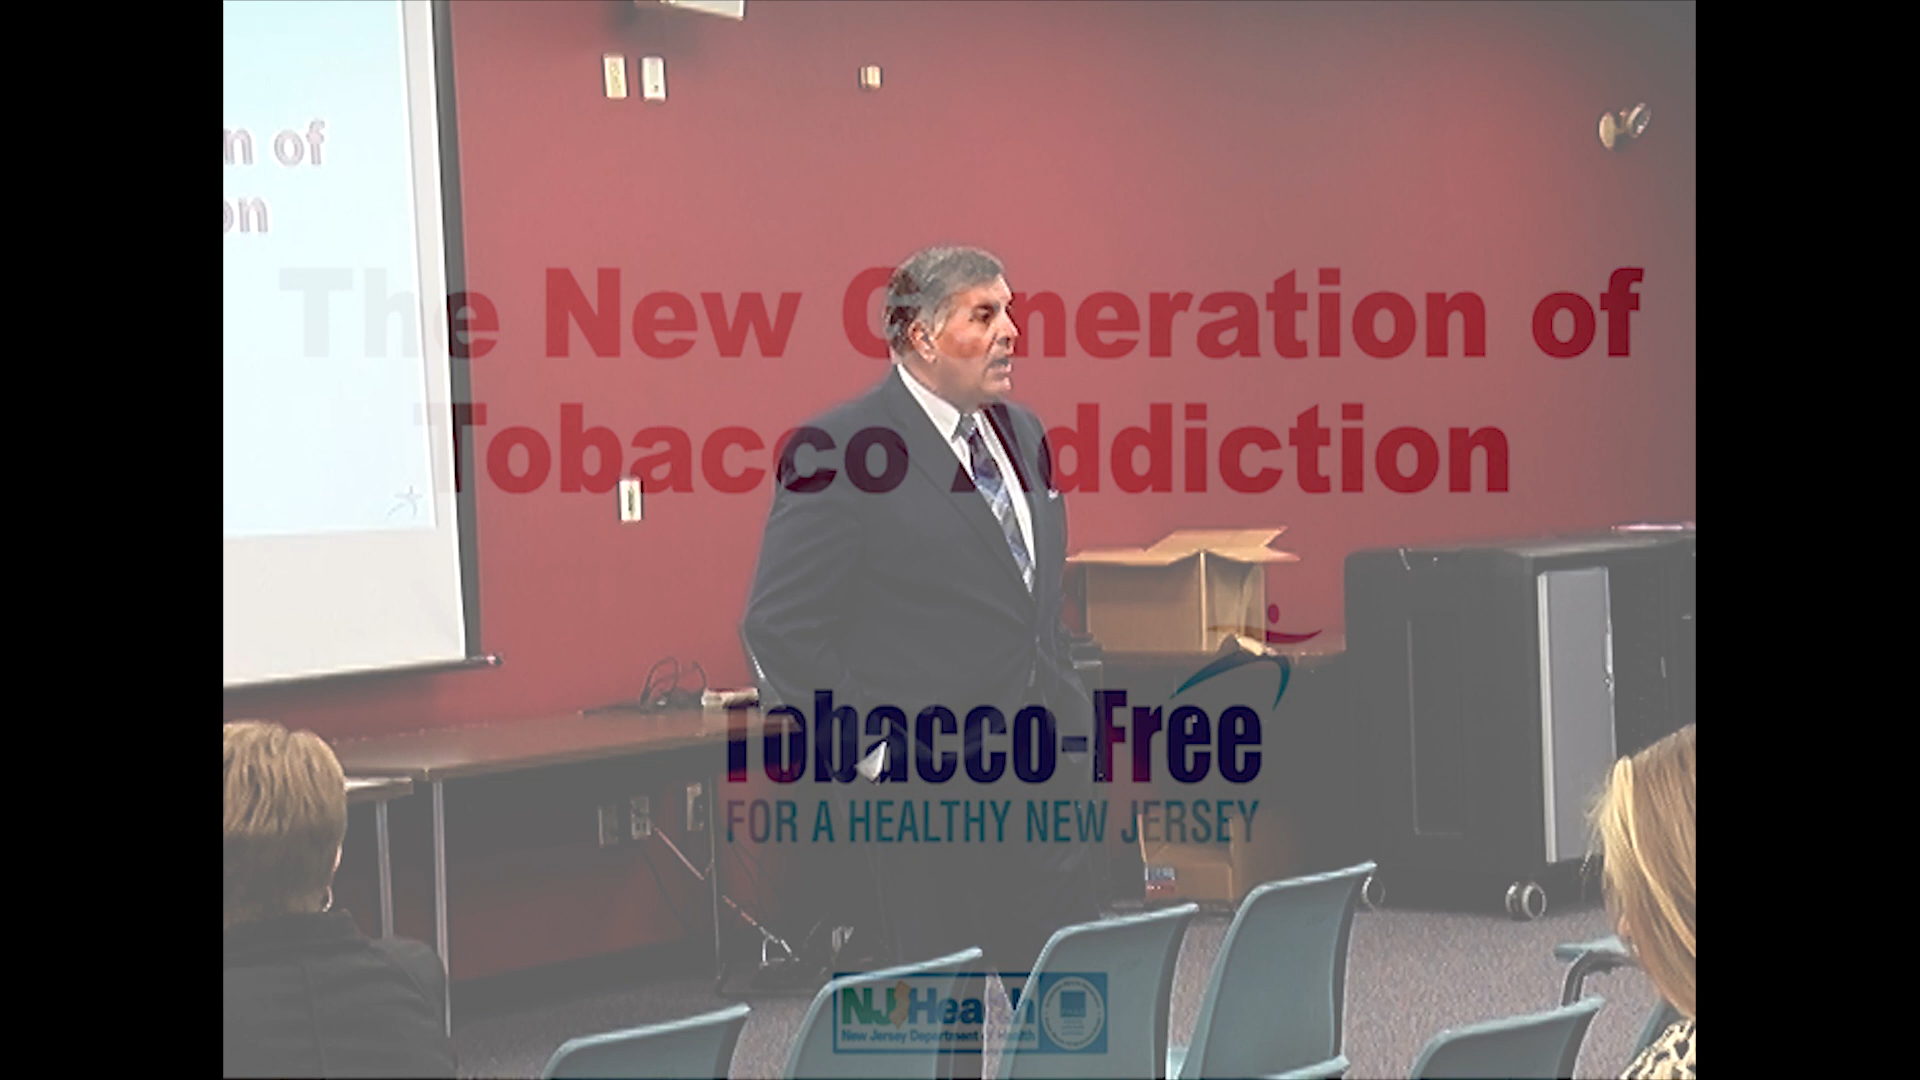 n of
on
The New Generation of
Tobacco Addiction
Tobacco-Free
FOR A HEALTHY NEW JERSEY
NJ Health
New Jersey Department of Health